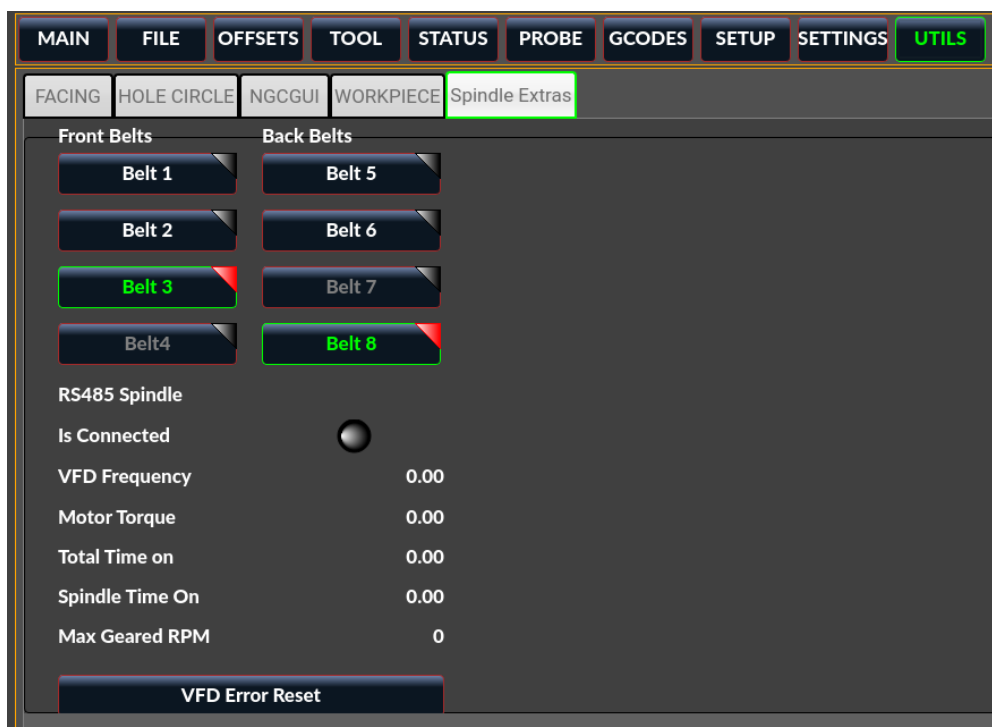 MAIN FILE OFFSETS TOOL STATUS PROBE GCODES SETUP SETTINGS UTILS
FACING HOLE CIRCLE NGCGUI WORKPIECE Spindle Extras
Front Belts Back Belts
Belt 1 Belt 5
Belt 2 Belt 6
Belt 3 Belt 7
Belt4 Belt 8
RS485 Spindle
Is Connected
VFD Frequency 0.00
Motor Torque 0.00
Total Time on 0.00
Spindle Time On 0.00
Max Geared RPM 0
VFD Error Reset